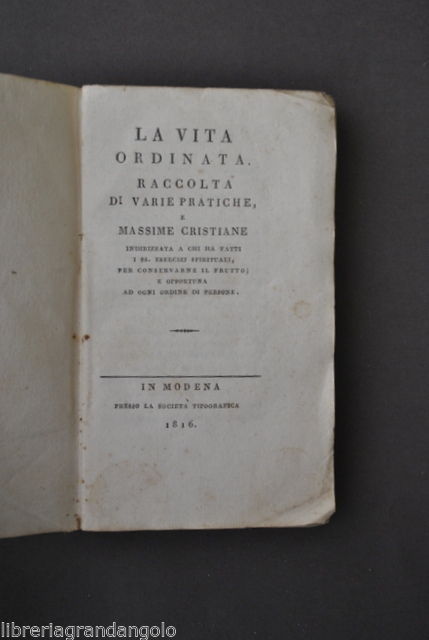 LA VITA
ORDINATA.
RACCOLTA
DI VARIE PRATICHE,
E
MASSIME CRISTIANE
INDIRIZZATA A CHI HA FATTI
I SS. ESERCIZI SPIRITUALI,
PER CONSERVARNE IL FRUTTO;
E OPPORTUNA
AD OGNI ORDINE DI PERSONE.
IN MODENA
PRESSO LA SOCIETÀ TIPOGRAFICA
1816.
libreriagrandangolo